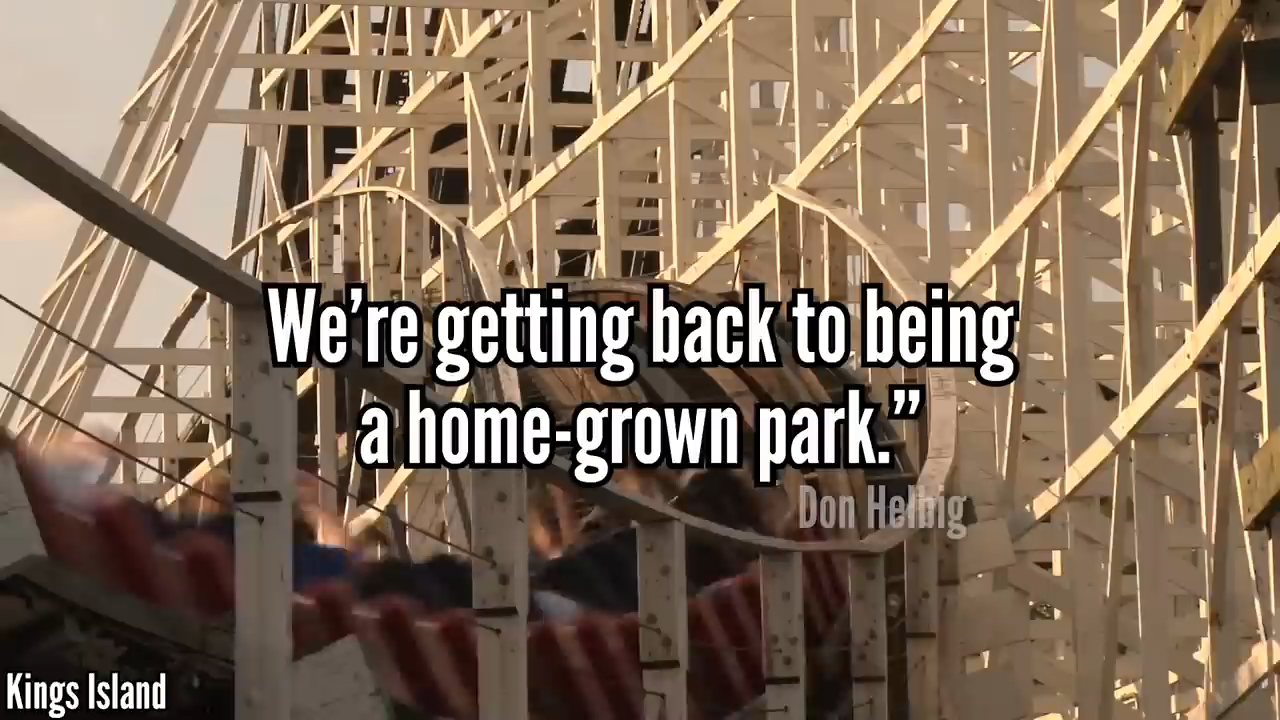 We’re getting back to being
a home-grown park.”
Don Helbig
Kings Island